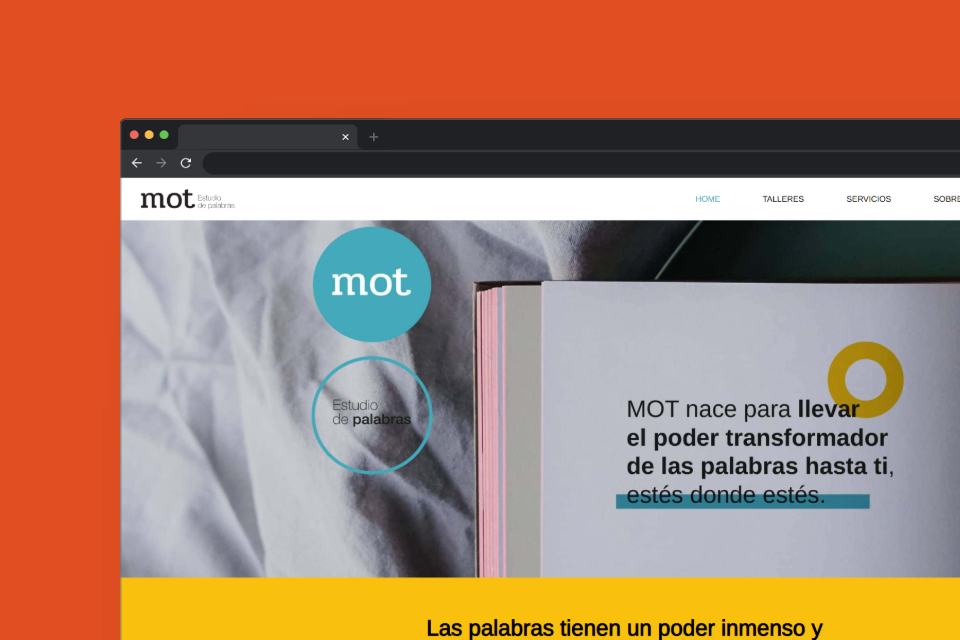 mot Estudio
de palabras
HOME TALLERES SERVICIOS SOBRE
mot
Estudio
de palabras
MOT nace para llevar
el poder transformador
de las palabras hasta ti,
estés donde estés.
Las palabras tienen un poder inmenso y